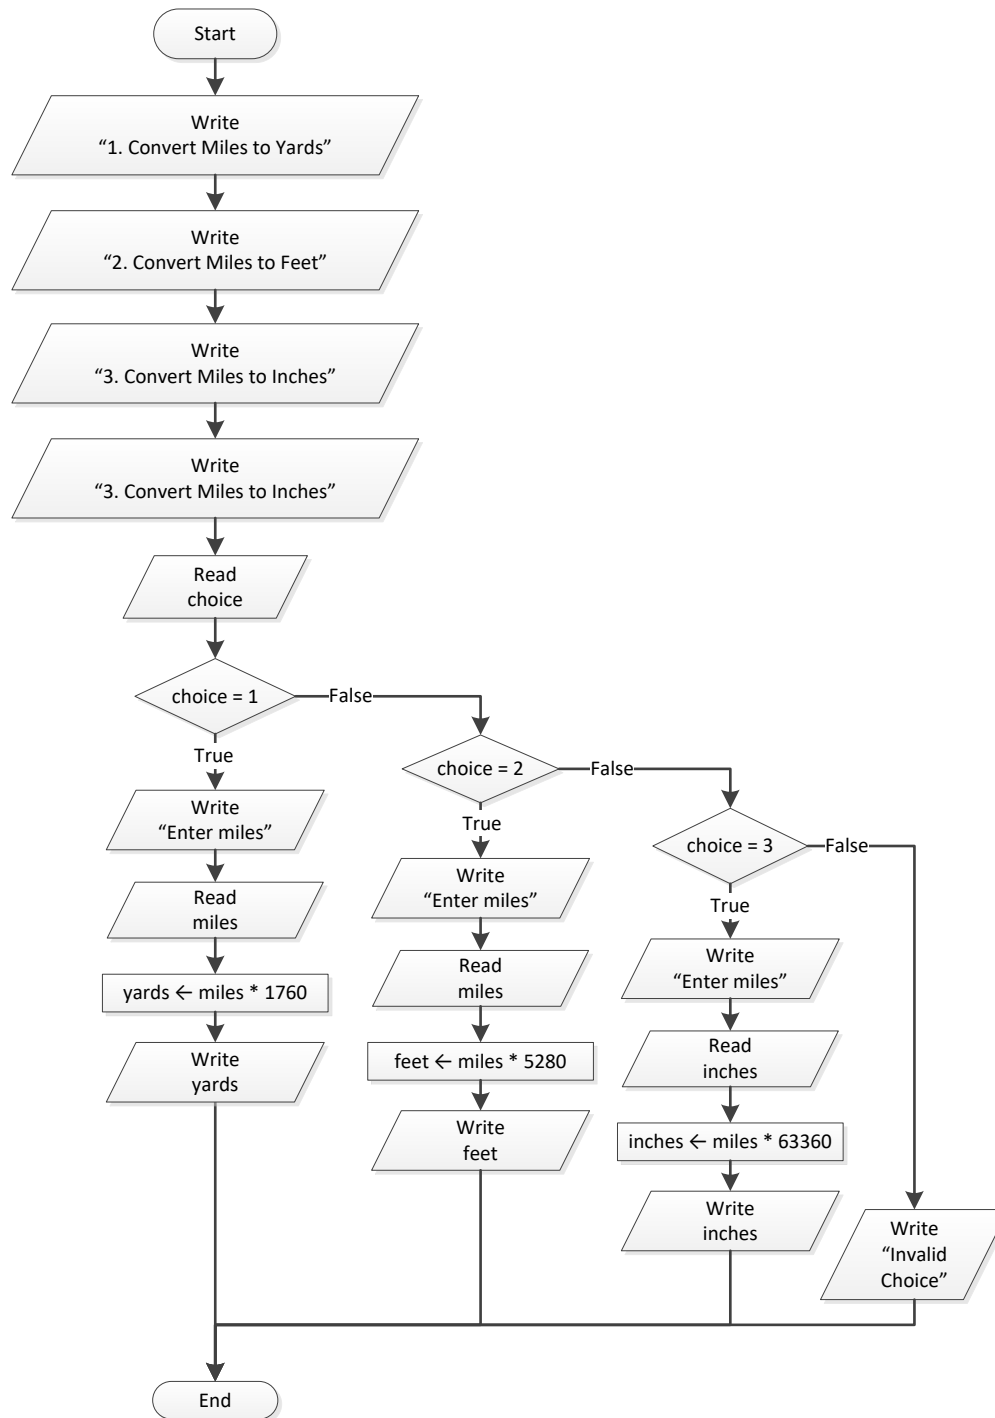 Start
Write
“1. Convert Miles to Yards”
Write
“2. Convert Miles to Feet”
Write
“3. Convert Miles to Inches”
Write
“3. Convert Miles to Inches”
Read
choice
choice = 1
False
True
Write
“Enter miles”
Read
miles
yards ← miles * 1760
Write
yards
choice = 2
False
True
Write
“Enter miles”
Read
miles
feet ← miles * 5280
Write
feet
choice = 3
False
True
Write
“Enter miles”
Read
inches
inches ← miles * 63360
Write
inches
Write
“Invalid
Choice”
End